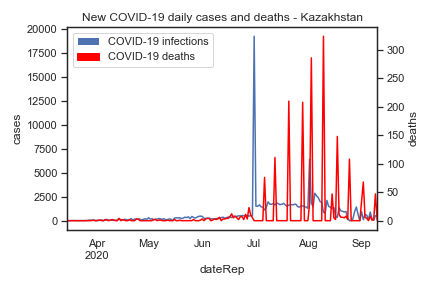 New COVID-19 daily cases and deaths - Kazakhstan
COVID-19 infections
COVID-19 deaths
20000
17500
15000
12500
10000
7500
5000
2500
0
cases
300
250
200
150
100
50
0
deaths
Apr
2020
May
Jun
Jul
Aug
Sep
dateRep